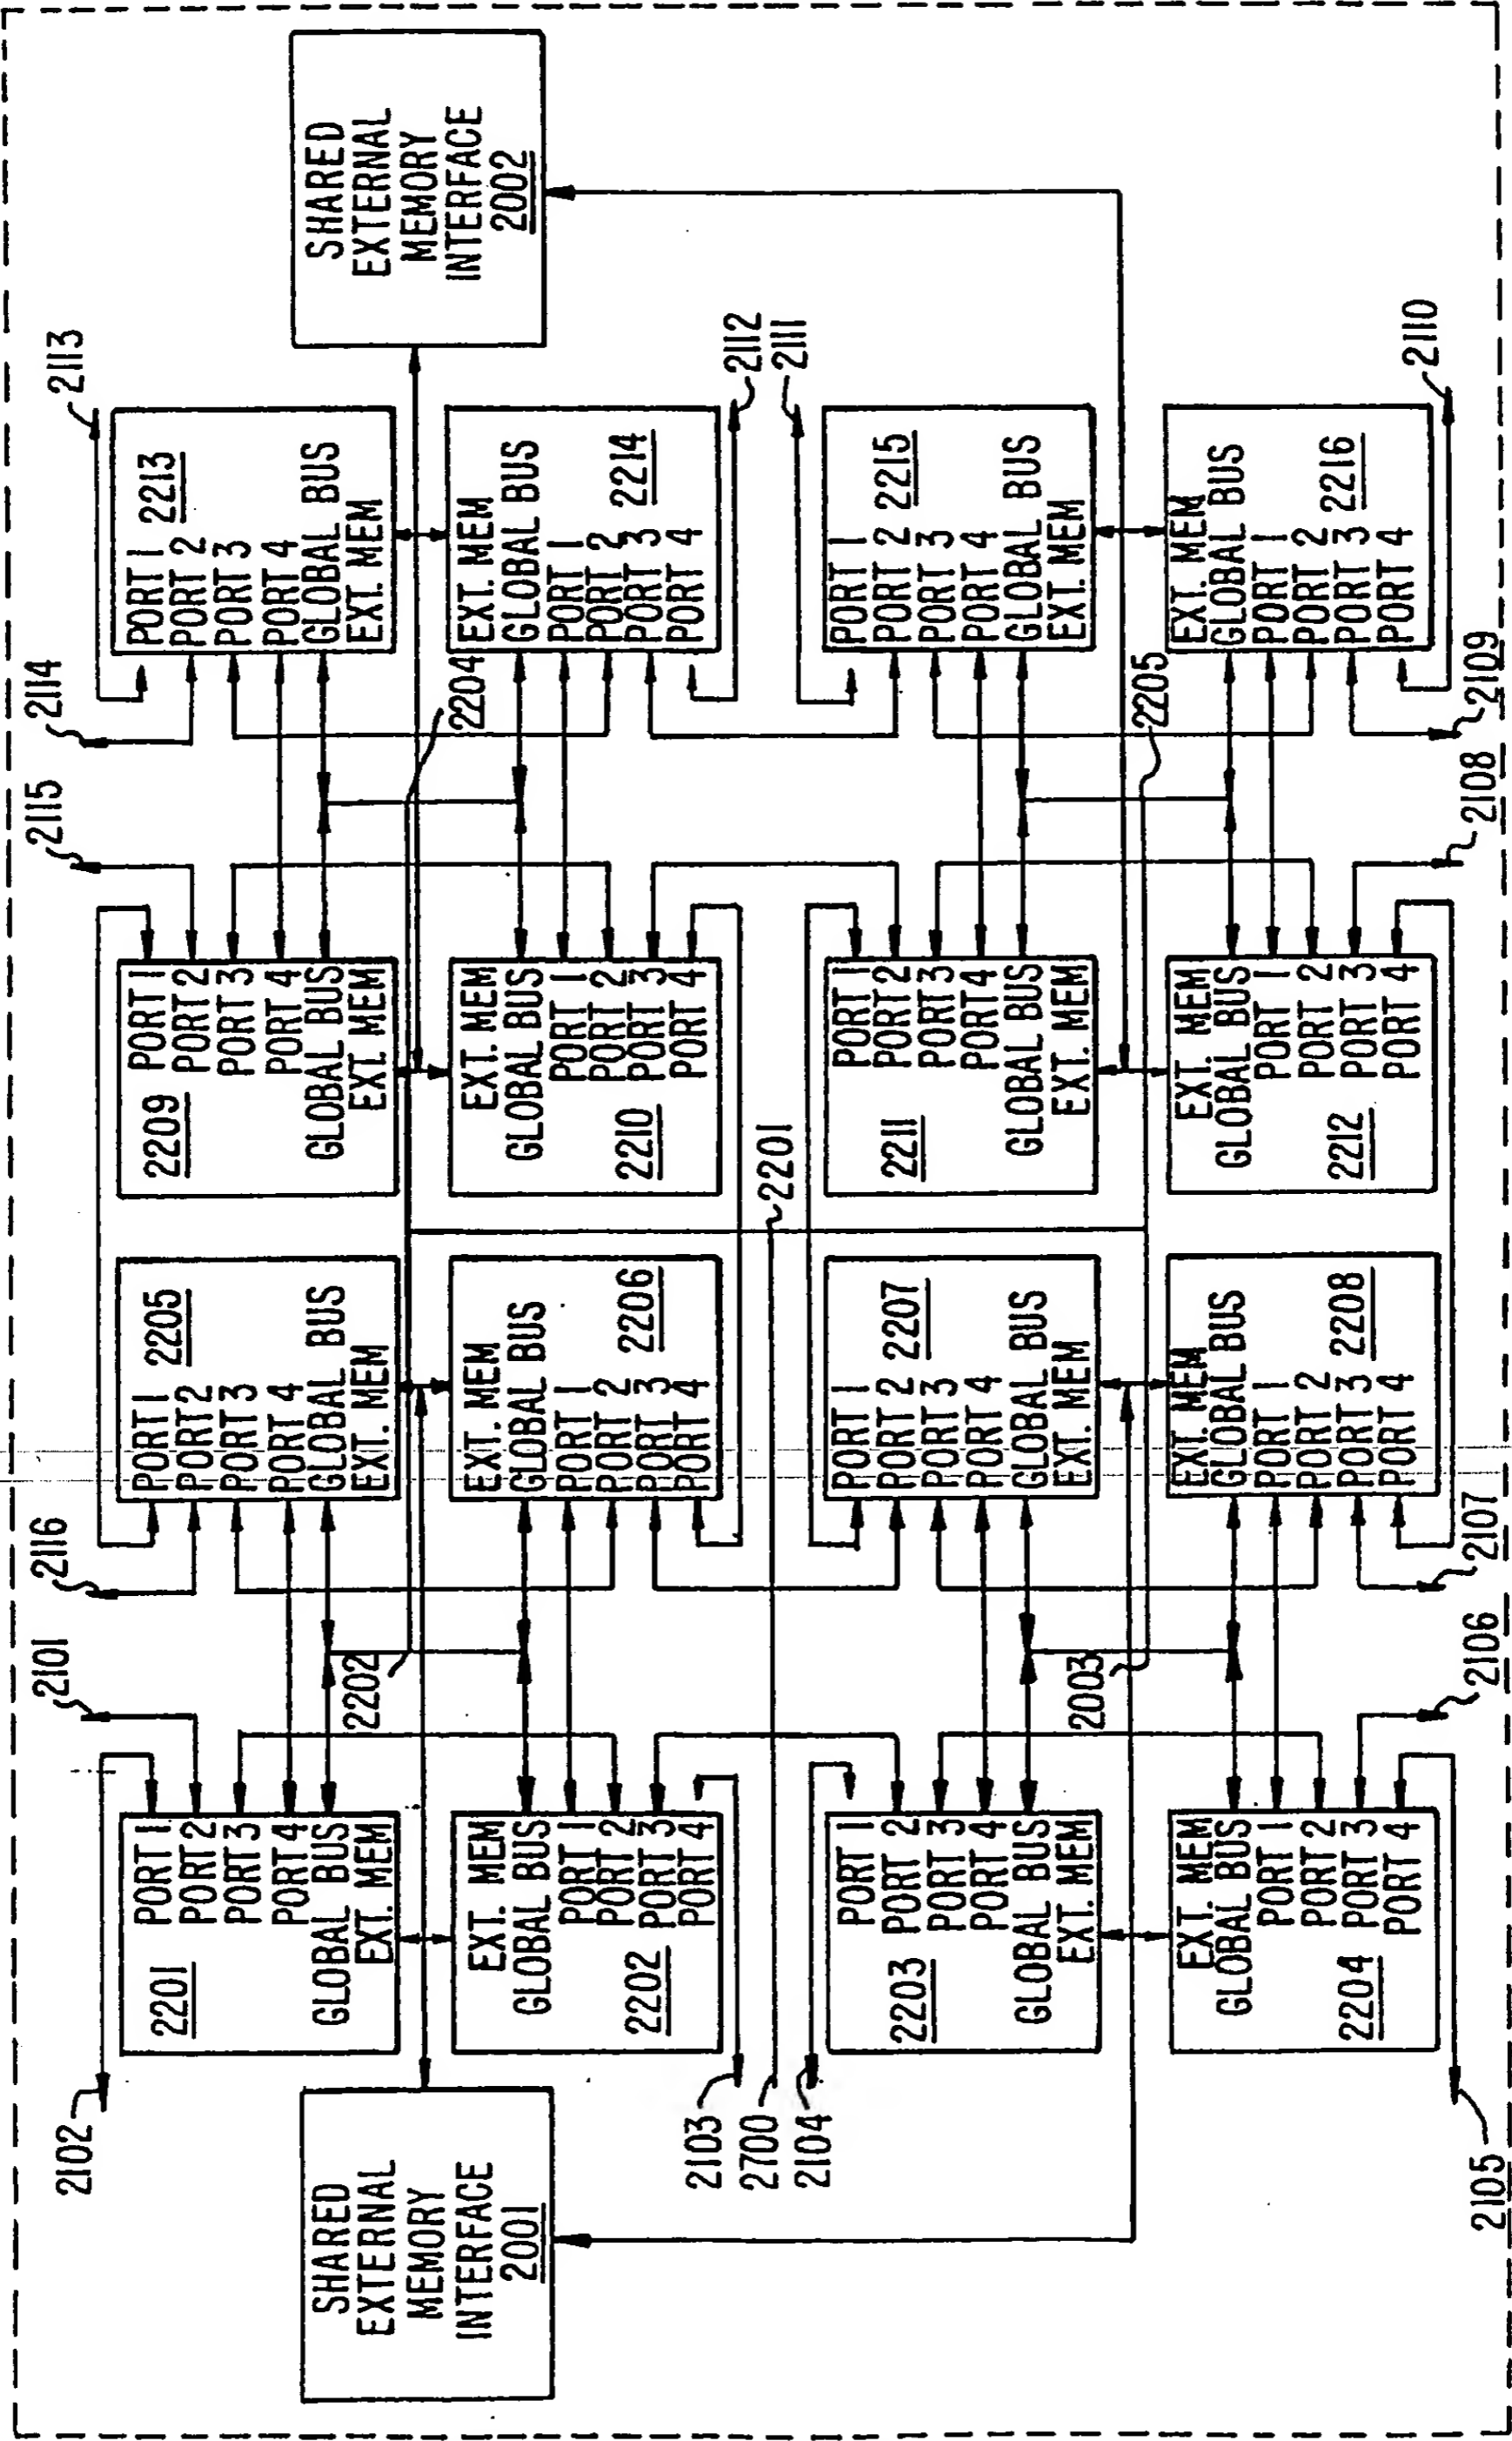 2102
2101
2116
2115
2114
2113
SHARED
EXTERNAL
MEMORY
INTERFACE
2001
2201
PORT 1
PORT 2
PORT 3
PORT 4
GLOBAL BUS
EXT. MEM
2205
PORT 1
PORT 2
PORT 3
PORT 4
GLOBAL BUS
EXT. MEM
2209
PORT 1
PORT 2
PORT 3
PORT 4
GLOBAL BUS
EXT. MEM
2213
PORT 1
PORT 2
PORT 3
PORT 4
GLOBAL BUS
EXT. MEM
SHARED
EXTERNAL
MEMORY
INTERFACE
2002
2202
2204
EXT. MEM
GLOBAL BUS
PORT 1
PORT 2
PORT 3
PORT 4
2202
EXT. MEM
GLOBAL BUS
PORT 1
PORT 2
PORT 3
PORT 4
2206
EXT. MEM
GLOBAL BUS
PORT 1
PORT 2
PORT 3
PORT 4
2210
EXT. MEM
GLOBAL BUS
PORT 1
PORT 2
PORT 3
PORT 4
2214
2103
2700
2104
2201
2112
2111
2203
PORT 1
PORT 2
PORT 3
PORT 4
GLOBAL BUS
EXT. MEM
2207
PORT 1
PORT 2
PORT 3
PORT 4
GLOBAL BUS
EXT. MEM
2211
PORT 1
PORT 2
PORT 3
PORT 4
GLOBAL BUS
EXT. MEM
2215
PORT 1
PORT 2
PORT 3
PORT 4
GLOBAL BUS
EXT. MEM
2003
2205
EXT. MEM
GLOBAL BUS
PORT 1
PORT 2
PORT 3
PORT 4
2204
EXT. MEM
GLOBAL BUS
PORT 1
PORT 2
PORT 3
PORT 4
2208
EXT. MEM
GLOBAL BUS
PORT 1
PORT 2
PORT 3
PORT 4
2212
EXT. MEM
GLOBAL BUS
PORT 1
PORT 2
PORT 3
PORT 4
2216
2105
2106
2107
2108
2109
2110